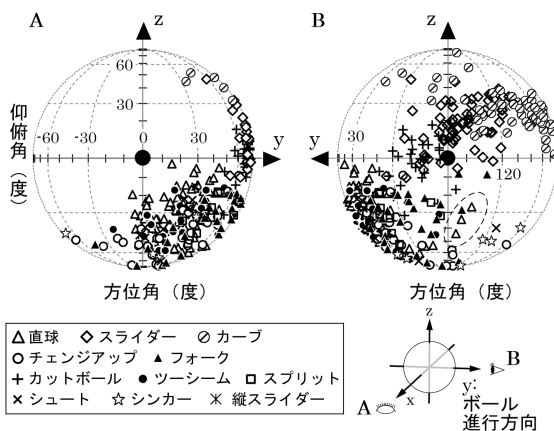 A
B
z
z
60
60
30
30
仰俯角（度）
-60
-30
0
30
y
y
30
120
方位角（度）
方位角（度）
△直球 ◇スライダー ⊘カーブ
○チェンジアップ ▲フォーク
+カットボール ●ツーシーム □スプリット
×シュート ☆シンカー ⚹縦スライダー
z
B
A
x
y:
ボール
進行方向